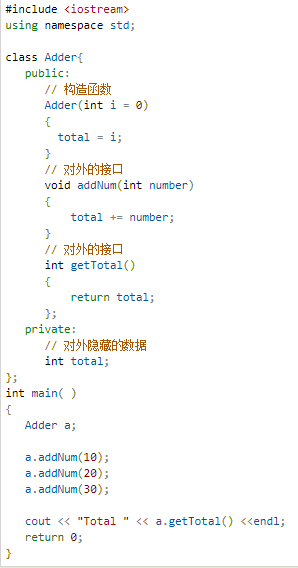 #include <iostream>
using namespace std;

class Adder{
   public:
      // 构造函数
      Adder(int i = 0)
      {
        total = i;
      }
      // 对外的接口
      void addNum(int number)
      {
          total += number;
      }
      // 对外的接口
      int getTotal()
      {
          return total;
      };
   private:
      // 对外隐藏的数据
      int total;
};
int main( )
{
   Adder a;

   a.addNum(10);
   a.addNum(20);
   a.addNum(30);

   cout << "Total " << a.getTotal() <<endl;
   return 0;
}